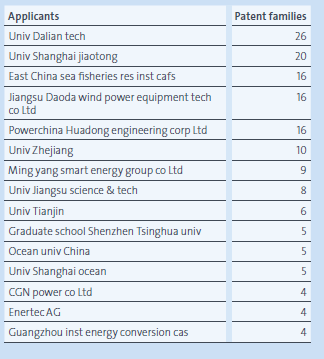 Applicants Patent families
Univ Dalian tech 26
Univ Shanghai jiaotong 20
East China sea fisheries res inst cafs 16
Jiangsu Daoda wind power equipment tech 16
co Ltd
Powerchina Huadong engineering corp Ltd 16
Univ Zhejiang 10
Ming yang smart energy group co Ltd 9
Univ Jiangsu science & tech 8
Univ Tianjin 6
Graduate school Shenzhen Tsinghua univ 5
Ocean univ China 5
Univ Shanghai ocean 5
CGN power co Ltd 4
Enertec AG 4
Guangzhou inst energy conversion cas 4